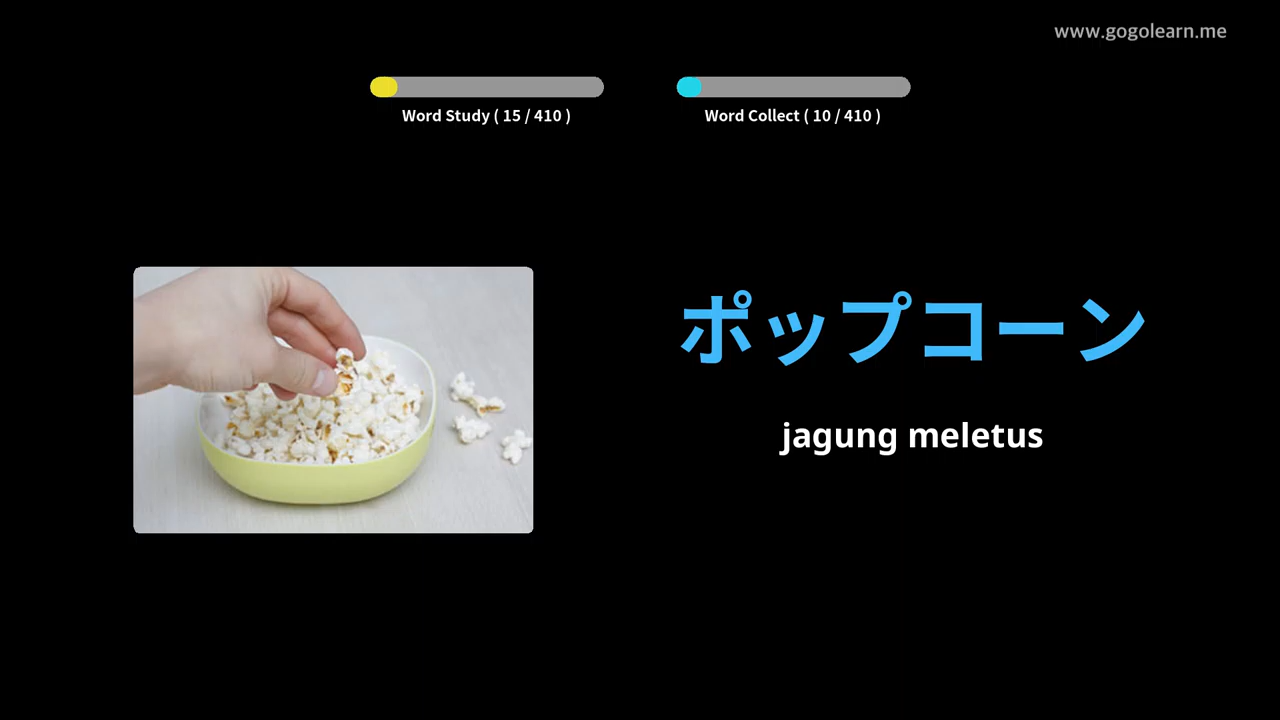 www.gogolearn.me
Word Study ( 15 / 410 )
Word Collect ( 10 / 410 )
ポップコーン
jagung meletus